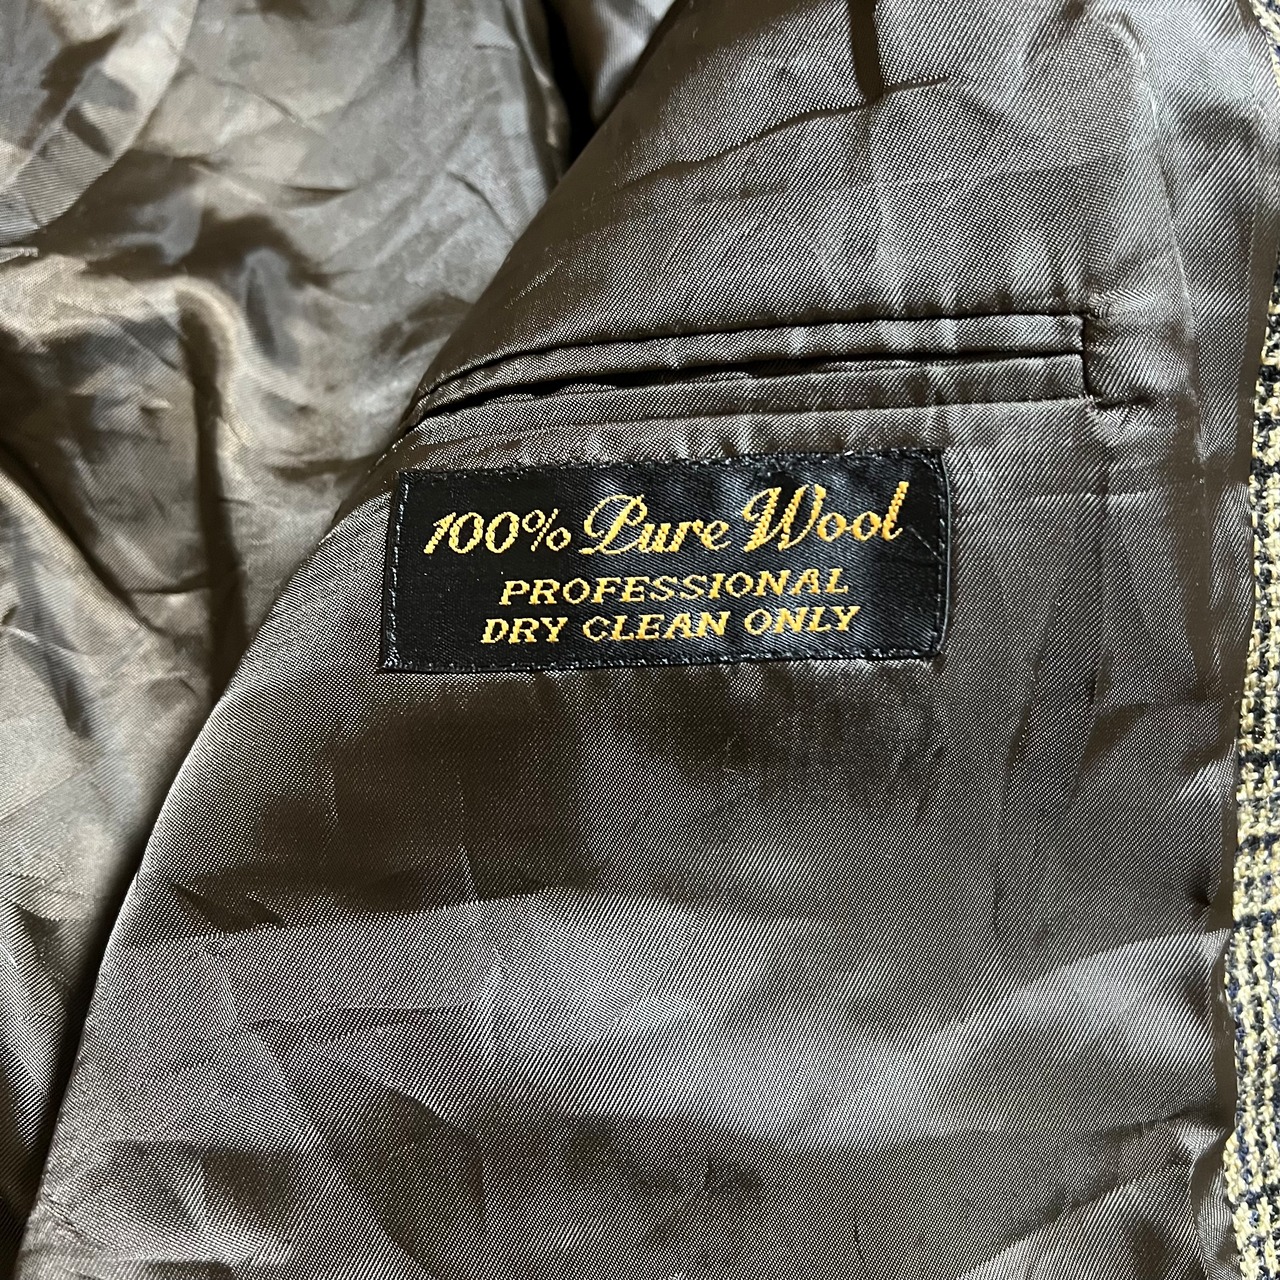 100% Pure Wool
PROFESSIONAL
DRY CLEAN ONLY